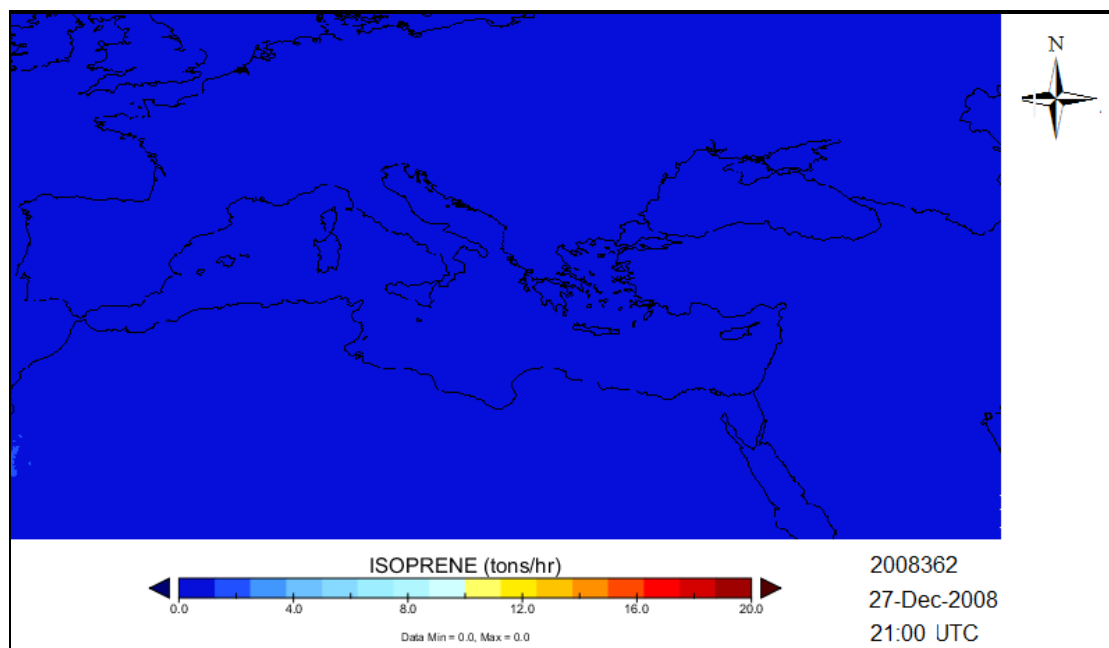 N
ISOPRENE (tons/hr)
0.0 4.0 8.0 12.0 16.0 20.0
Data Min = 0.0, Max = 0.0
2008362
27-Dec-2008
21:00 UTC